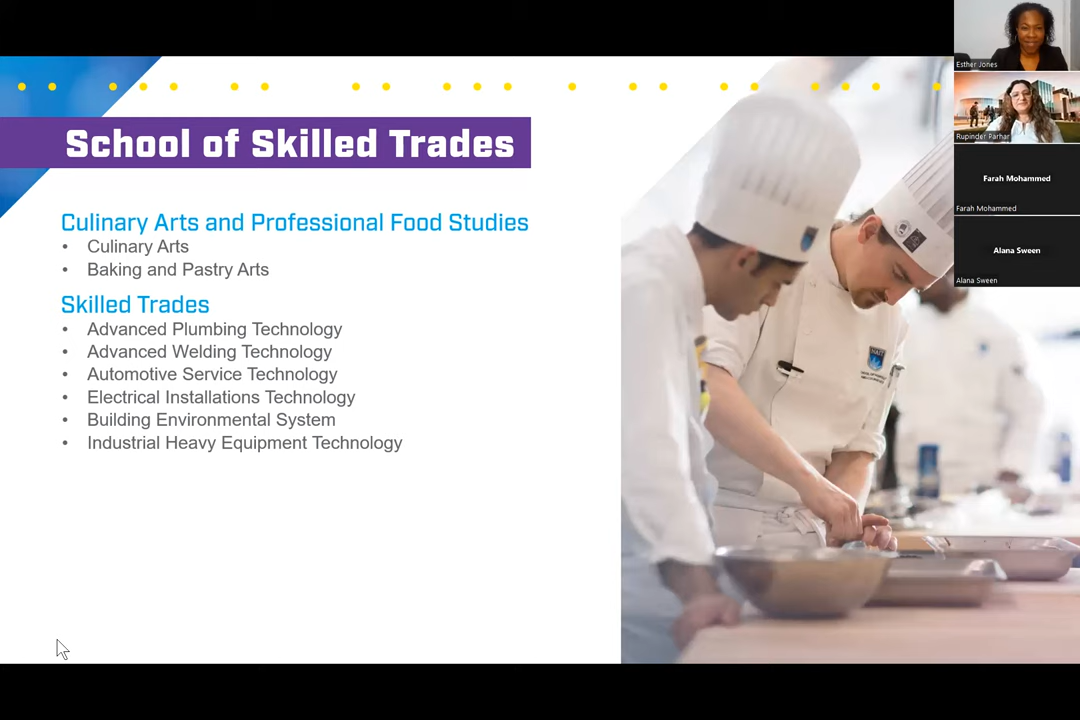 School of Skilled Trades
Culinary Arts and Professional Food Studies
• Culinary Arts
• Baking and Pastry Arts
Skilled Trades
• Advanced Plumbing Technology
• Advanced Welding Technology
• Automotive Service Technology
• Electrical Installations Technology
• Building Environmental System
• Industrial Heavy Equipment Technology
NAIT
Esther Jones
Rupinder Parhar
Farah Mohammed
Farah Mohammed
Alana Sween
Alana Sween